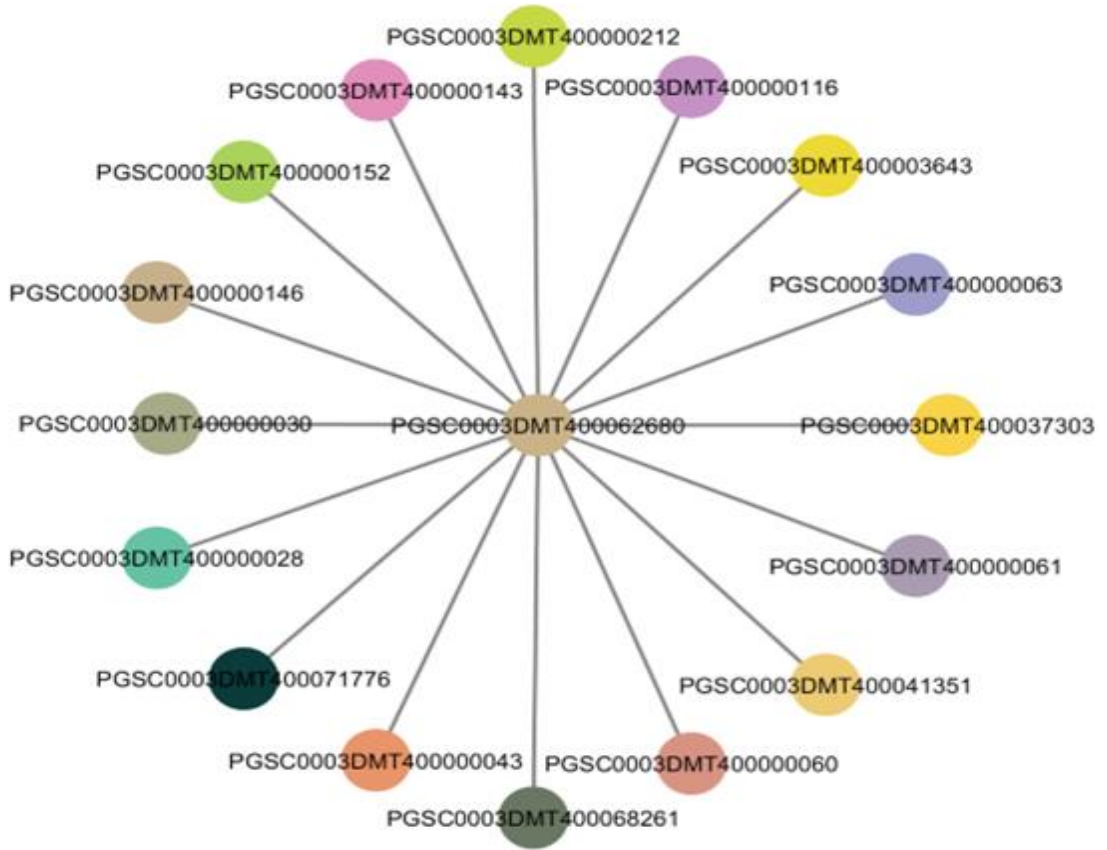 PGSC0003DMT400000212
PGSC0003DMT400000143
PGSC0003DMT400000116
PGSC0003DMT400000152
PGSC0003DMT400003643
PGSC0003DMT400000146
PGSC0003DMT400000063
PGSC0003DMT400000030
PGSC0003DMT400062680
PGSC0003DMT400037303
PGSC0003DMT400000028
PGSC0003DMT400000061
PGSC0003DMT400071776
PGSC0003DMT400041351
PGSC0003DMT400000043
PGSC0003DMT400000060
PGSC0003DMT400068261